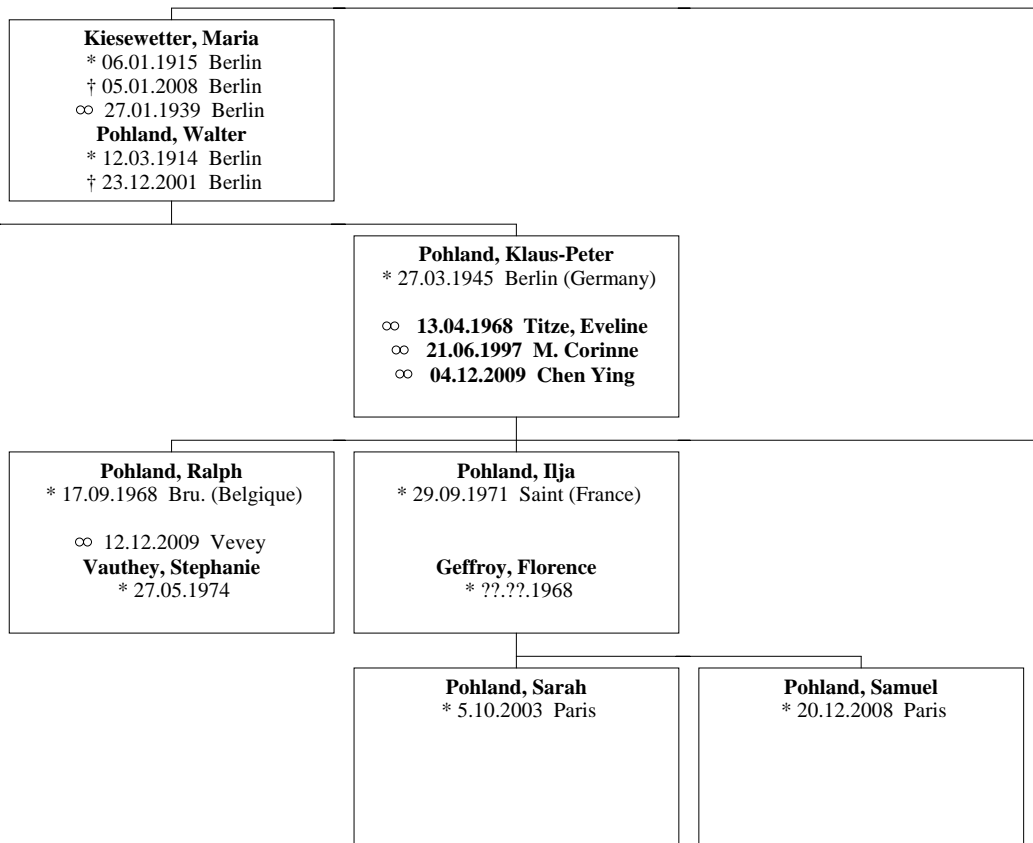 Kiesewetter, Maria
* 06.01.1915 Berlin
† 05.01.2008 Berlin
∞ 27.01.1939 Berlin
Pohland, Walter
* 12.03.1914 Berlin
† 23.12.2001 Berlin
Pohland, Klaus-Peter
* 27.03.1945 Berlin (Germany)
∞ 13.04.1968 Titze, Eveline
∞ 21.06.1997 M. Corinne
∞ 04.12.2009 Chen Ying
Pohland, Ralph
* 17.09.1968 Bru. (Belgique)
∞ 12.12.2009 Vevey
Vauthey, Stephanie
* 27.05.1974
Pohland, Ilja
* 29.09.1971 Saint (France)
Geffroy, Florence
* ??.??.1968
Pohland, Sarah
* 5.10.2003 Paris
Pohland, Samuel
* 20.12.2008 Paris